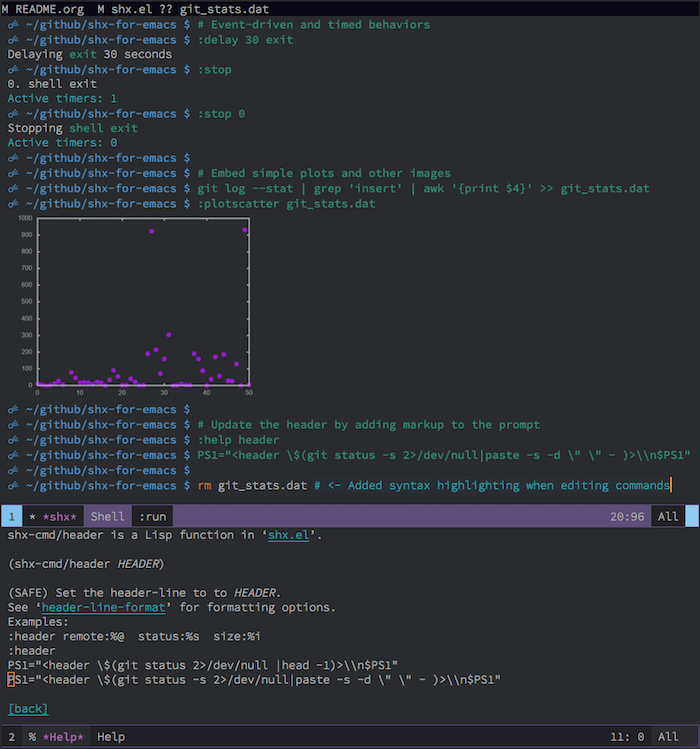 M README.org  M shx.el ?? git_stats.dat
~/github/shx-for-emacs $ # Event-driven and timed behaviors
~/github/shx-for-emacs $ :delay 30 exit
Delaying exit 30 seconds
~/github/shx-for-emacs $ :stop
0. shell exit
Active timers: 1
~/github/shx-for-emacs $ :stop 0
Stopping shell exit
Active timers: 0
~/github/shx-for-emacs $
~/github/shx-for-emacs $ # Embed simple plots and other images
~/github/shx-for-emacs $ git log --stat | grep 'insert' | awk '{print $4}' >> git_stats.dat
~/github/shx-for-emacs $ :plotscatter git_stats.dat
1000
900
800
700
600
500
400
300
200
100
0
0 10 20 30 40 50
~/github/shx-for-emacs $
~/github/shx-for-emacs $ # Update the header by adding markup to the prompt
~/github/shx-for-emacs $ :help header
~/github/shx-for-emacs $ PS1="<header \$(git status -s 2>/dev/null|paste -s -d \" \" - )>\\n$PS1"
~/github/shx-for-emacs $
~/github/shx-for-emacs $ rm git_stats.dat # <- Added syntax highlighting when editing commands
1 * *shx* Shell :run 20:96 All
shx-cmd/header is a Lisp function in ‘shx.el’.
(shx-cmd/header HEADER)
(SAFE) Set the header-line to to HEADER.
See ‘header-line-format’ for formatting options.
Examples:
:header remote:%@  status:%s  size:%i
:header
PS1="<header \$(git status 2>/dev/null |head -1)>\\n$PS1"
PS1="<header \$(git status -s 2>/dev/null|paste -s -d \" \" - )>\\n$PS1"
[back]
2 % *Help* Help 11: 0 All